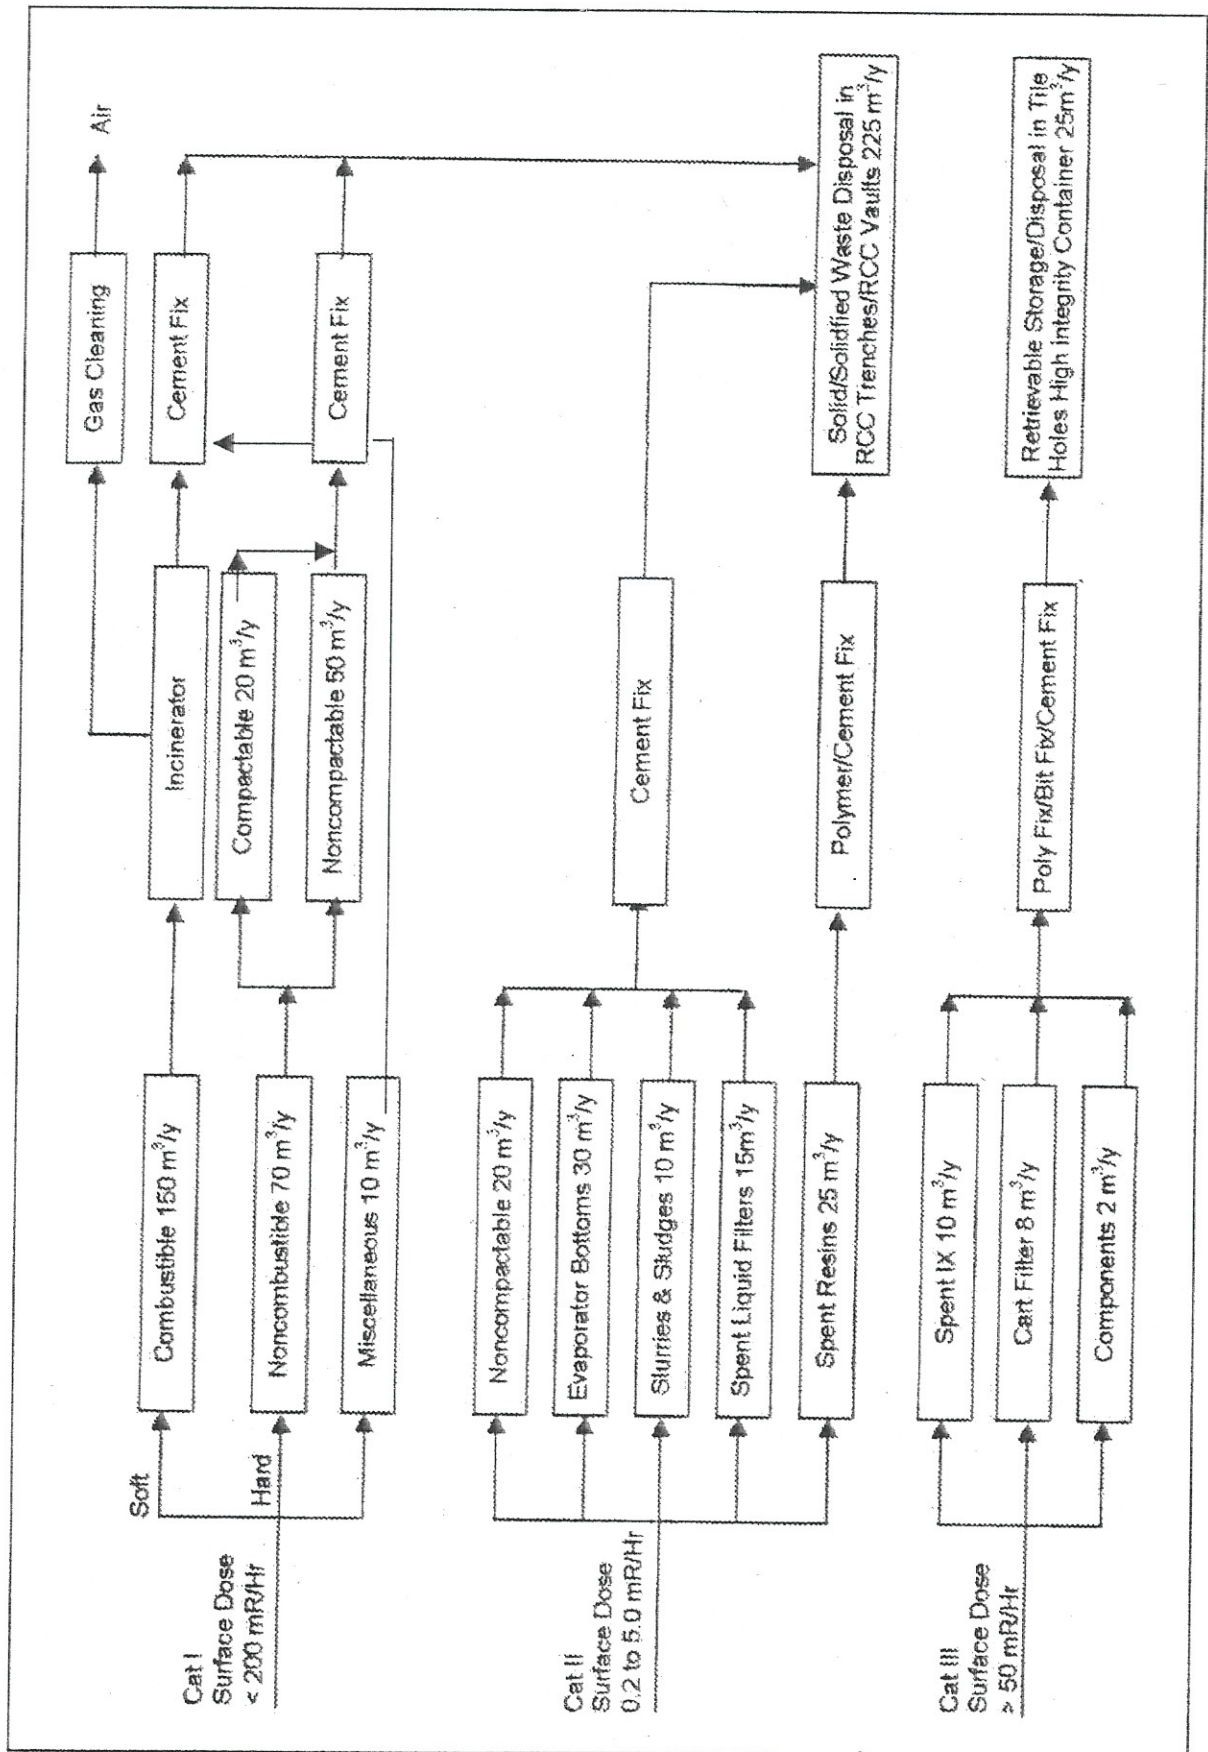 Cat I
Surface Dose
< 200 mR/Hr
Soft
Hard
Combustible 150 m³/y
Noncombustible 70 m³/y
Miscellaneous 10 m³/y
Incinerator
Compactable 20 m³/y
Noncompactable 50 m³/y
Gas Cleaning
Cement Fix
Cement Fix
Air
Cat II
Surface Dose
0.2 to 5.0 mR/Hr
Noncompactable 20 m³/y
Evaporator Bottoms 30 m³/y
Slurries & Sludges 10 m³/y
Spent Liquid Filters 15m³/y
Spent Resins 25 m³/y
Cement Fix
Polymer/Cement Fix
Solid/Solidfied Waste Disposal in
RCC Trenches/RCC Vaults 225 m³/y
Cat III
Surface Dose
> 50 mR/Hr
Spent IX 10 m³/y
Cart Filter 8 m³/y
Components 2 m³/y
Poly Fix/Bit Fix/Cement Fix
Retrievable Storage/Disposal in Tile
Holes High integrity Container 25m³/y